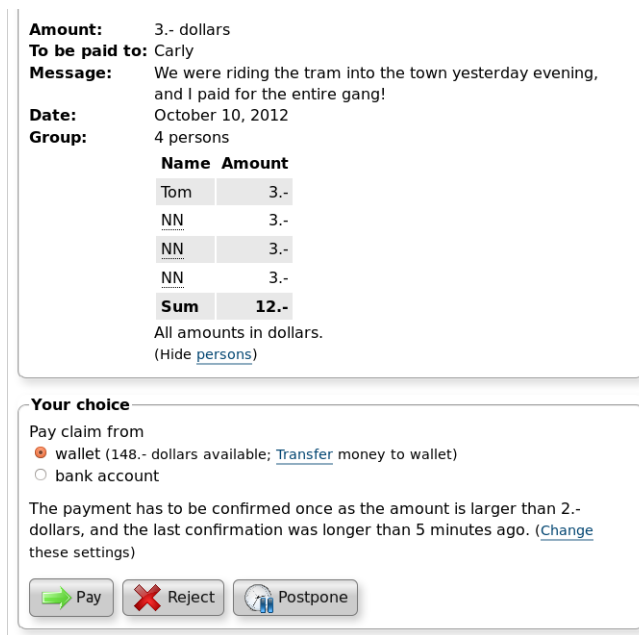 Amount: 3.- dollars
To be paid to: Carly
Message: We were riding the tram into the town yesterday evening,
and I paid for the entire gang!
Date: October 10, 2012
Group: 4 persons
Name Amount
Tom 3.-
NN 3.-
NN 3.-
NN 3.-
Sum 12.-
All amounts in dollars.
(Hide persons)
Your choice
Pay claim from
wallet (148.- dollars available; Transfer money to wallet)
bank account
The payment has to be confirmed once as the amount is larger than 2.-
dollars, and the last confirmation was longer than 5 minutes ago. (Change
these settings)
Pay Reject Postpone